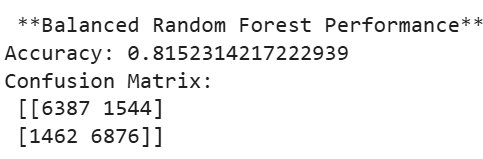 **Balanced Random Forest Performance**
Accuracy: 0.8152314217222939
Confusion Matrix:
[[6387 1544]
[1462 6876]]